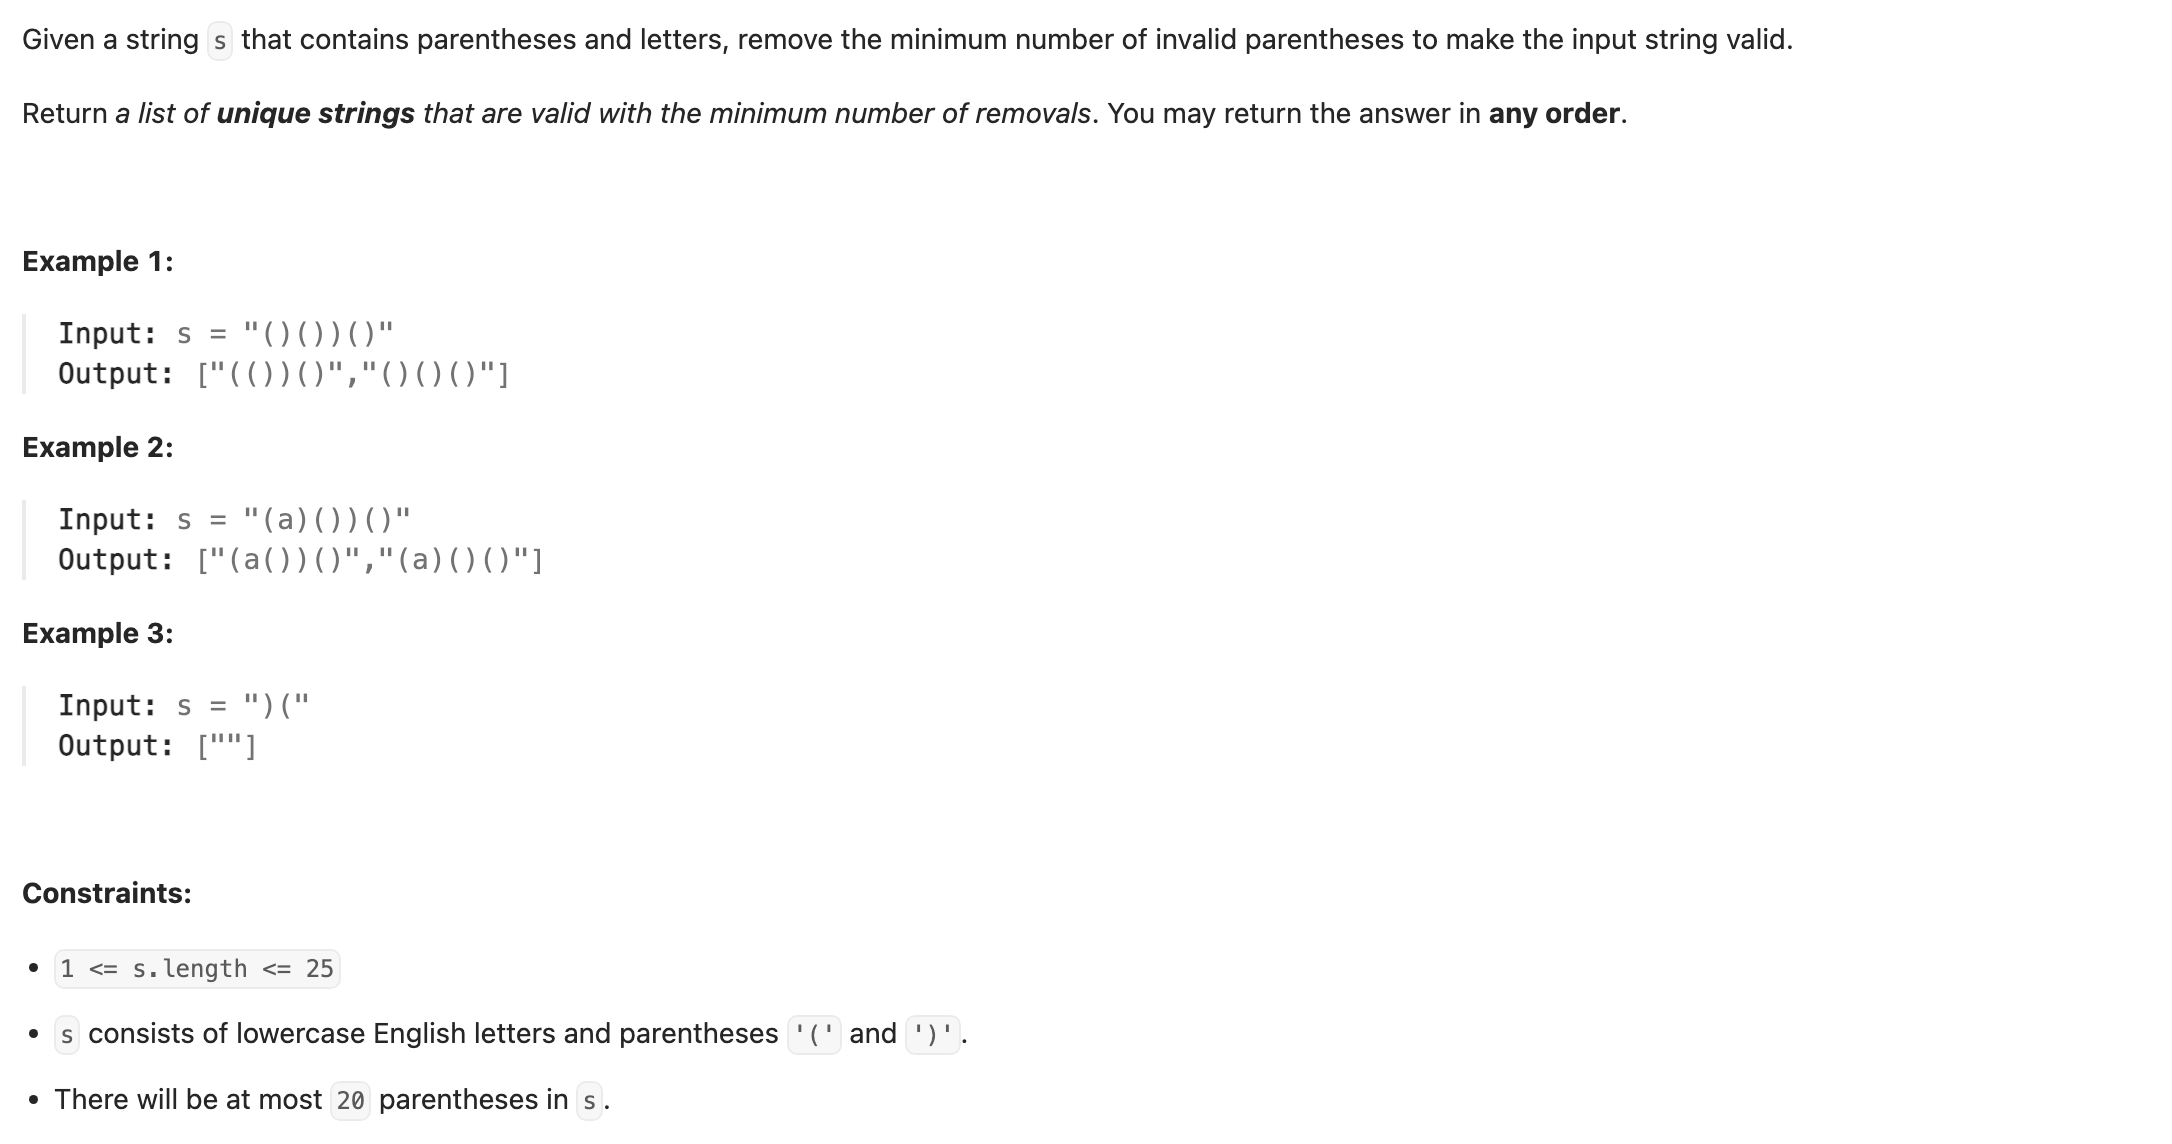 Given a string s that contains parentheses and letters, remove the minimum number of invalid parentheses to make the input string valid.
Return a list of unique strings that are valid with the minimum number of removals. You may return the answer in any order.
Example 1:
Input: s = "()())()"
Output: ["(())()","()()()"]
Example 2:
Input: s = "(a)())()"
Output: ["(a())()","(a)()()"]
Example 3:
Input: s = ")("
Output: [""]
Constraints:
• 1 <= s.length <= 25
• s consists of lowercase English letters and parentheses '(' and ')'.
• There will be at most 20 parentheses in s.